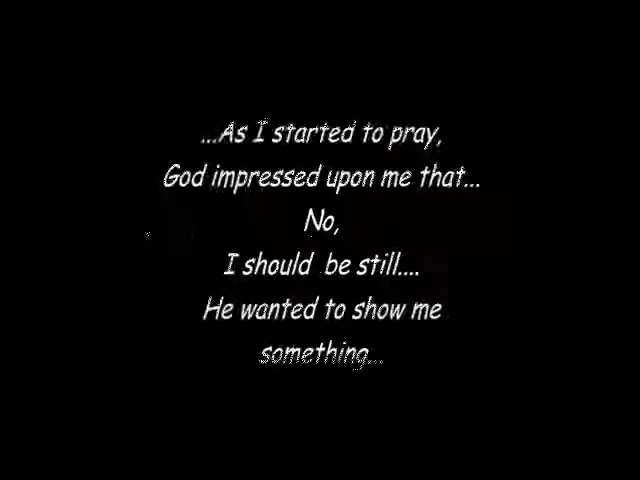 ...As I started to pray,
God impressed upon me that...
No,
I should be still....
He wanted to show me
something...